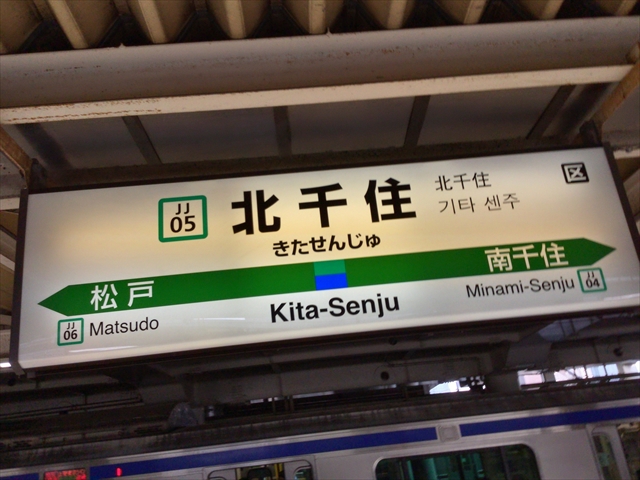 JJ
05
北千住
きたせんじゅ
北千住
기타 센주
区
松戸
南千住
JJ
06
Matsudo
Kita-Senju
Minami-Senju
JJ
04